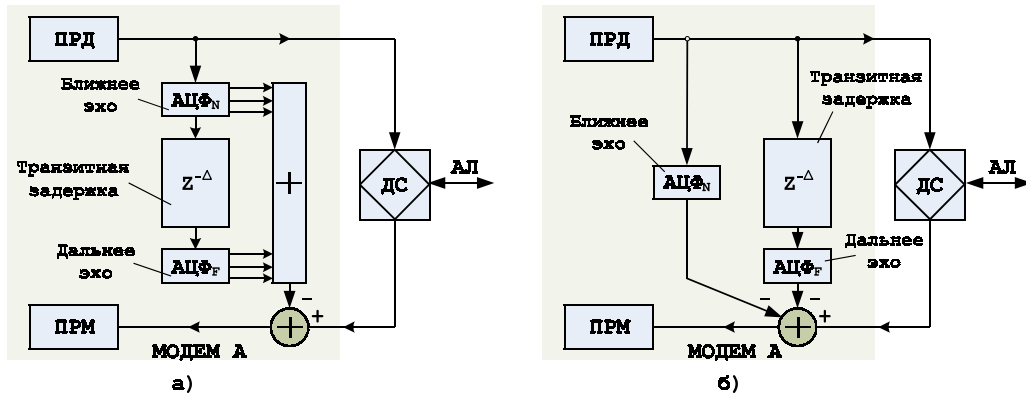 ПРД
Ближнее
эхо
АЦФN
Транзитная
задержка
Z-Δ
+
ДС
АЛ
Дальнее
эхо
АЦФF
−
+
ПРМ
+
МОДЕМ А
а)
ПРД
Транзитная
задержка
Ближнее
эхо
АЦФN
Z-Δ
ДС
АЛ
Дальнее
эхо
АЦФF
−
−
+
ПРМ
+
МОДЕМ А
б)